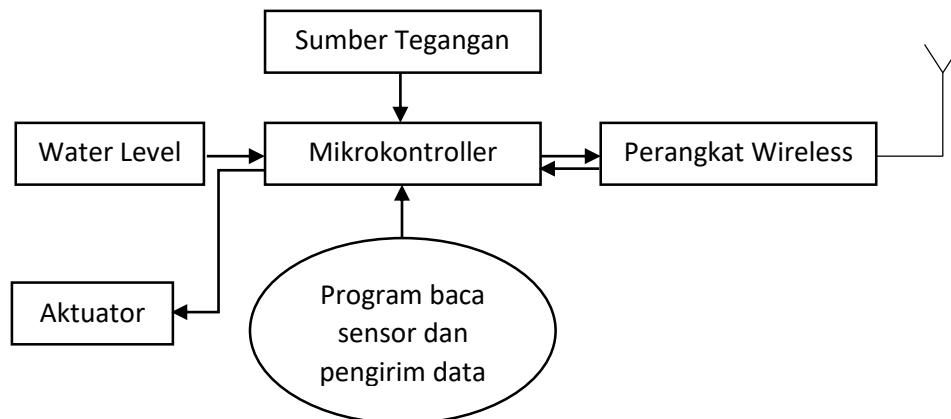 Sumber Tegangan
Water Level
Mikrokontroller
Perangkat Wireless
Aktuator
Program baca
sensor dan
pengirim data